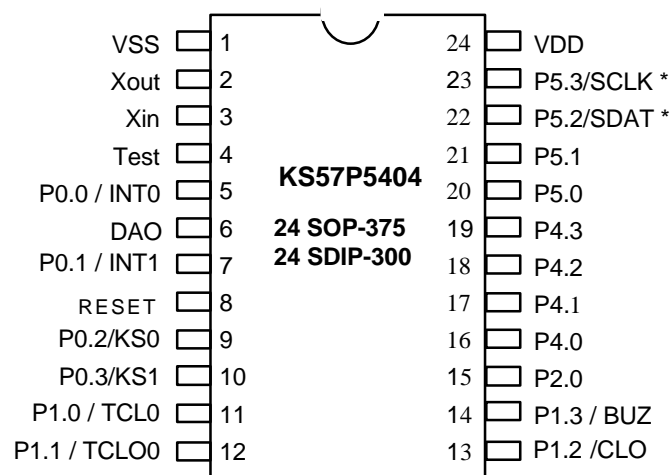 VSS 1 24 VDD
Xout 2 23 P5.3/SCLK *
Xin 3 22 P5.2/SDAT *
Test 4 21 P5.1
KS57P5404
P0.0 / INT0 5 20 P5.0
DAO 6 24 SOP-375 19 P4.3
P0.1 / INT1 7 24 SDIP-300 18 P4.2
RESET 8 17 P4.1
P0.2/KS0 9 16 P4.0
P0.3/KS1 10 15 P2.0
P1.0 / TCL0 11 14 P1.3 / BUZ
P1.1 / TCLO0 12 13 P1.2 /CLO